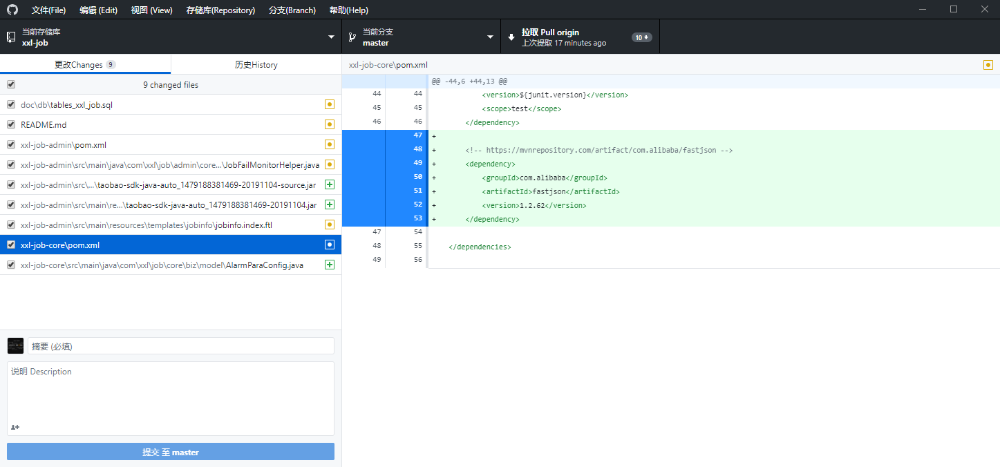 文件(File) 编辑 (Edit) 视图 (View) 存储库(Repository) 分支(Branch) 帮助(Help)
当前存储库
xxl-job
当前分支
master
拉取 Pull origin
上次提取 17 minutes ago
10
更改Changes 9
历史History
xxl-job-core\pom.xml
9 changed files
doc\db\tables_xxl_job.sql
README.md
xxl-job-admin\pom.xml
xxl-job-admin\src\main\java\com\xxl\job\admin\core...\JobFailMonitorHelper.java
xxl-job-admin\src\...\taobao-sdk-java-auto_1479188381469-20191104-source.jar
xxl-job-admin\src\main\re...\taobao-sdk-java-auto_1479188381469-20191104.jar
xxl-job-admin\src\main\resources\templates\jobinfo\jobinfo.index.ftl
xxl-job-core\pom.xml
xxl-job-core\src\main\java\com\xxl\job\core\biz\model\AlarmParaConfig.java
@@ -44,6 +44,13 @@
44 44 <version>${junit.version}</version>
45 45 <scope>test</scope>
46 46 </dependency>
47 +
48 + <!-- https://mvnrepository.com/artifact/com.alibaba/fastjson -->
49 + <dependency>
50 + <groupId>com.alibaba</groupId>
51 + <artifactId>fastjson</artifactId>
52 + <version>1.2.62</version>
53 + </dependency>
47 54
48 55 </dependencies>
49 56
摘要 (必填)
说明 Description
提交 至 master